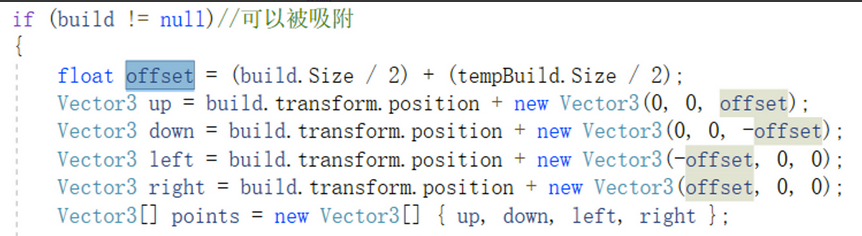 if (build != null)//可以被吸附
{
float offset = (build.Size / 2) + (tempBuild.Size / 2);
Vector3 up = build.transform.position + new Vector3(0, 0, offset);
Vector3 down = build.transform.position + new Vector3(0, 0, -offset);
Vector3 left = build.transform.position + new Vector3(-offset, 0, 0);
Vector3 right = build.transform.position + new Vector3(offset, 0, 0);
Vector3[] points = new Vector3[] { up, down, left, right };